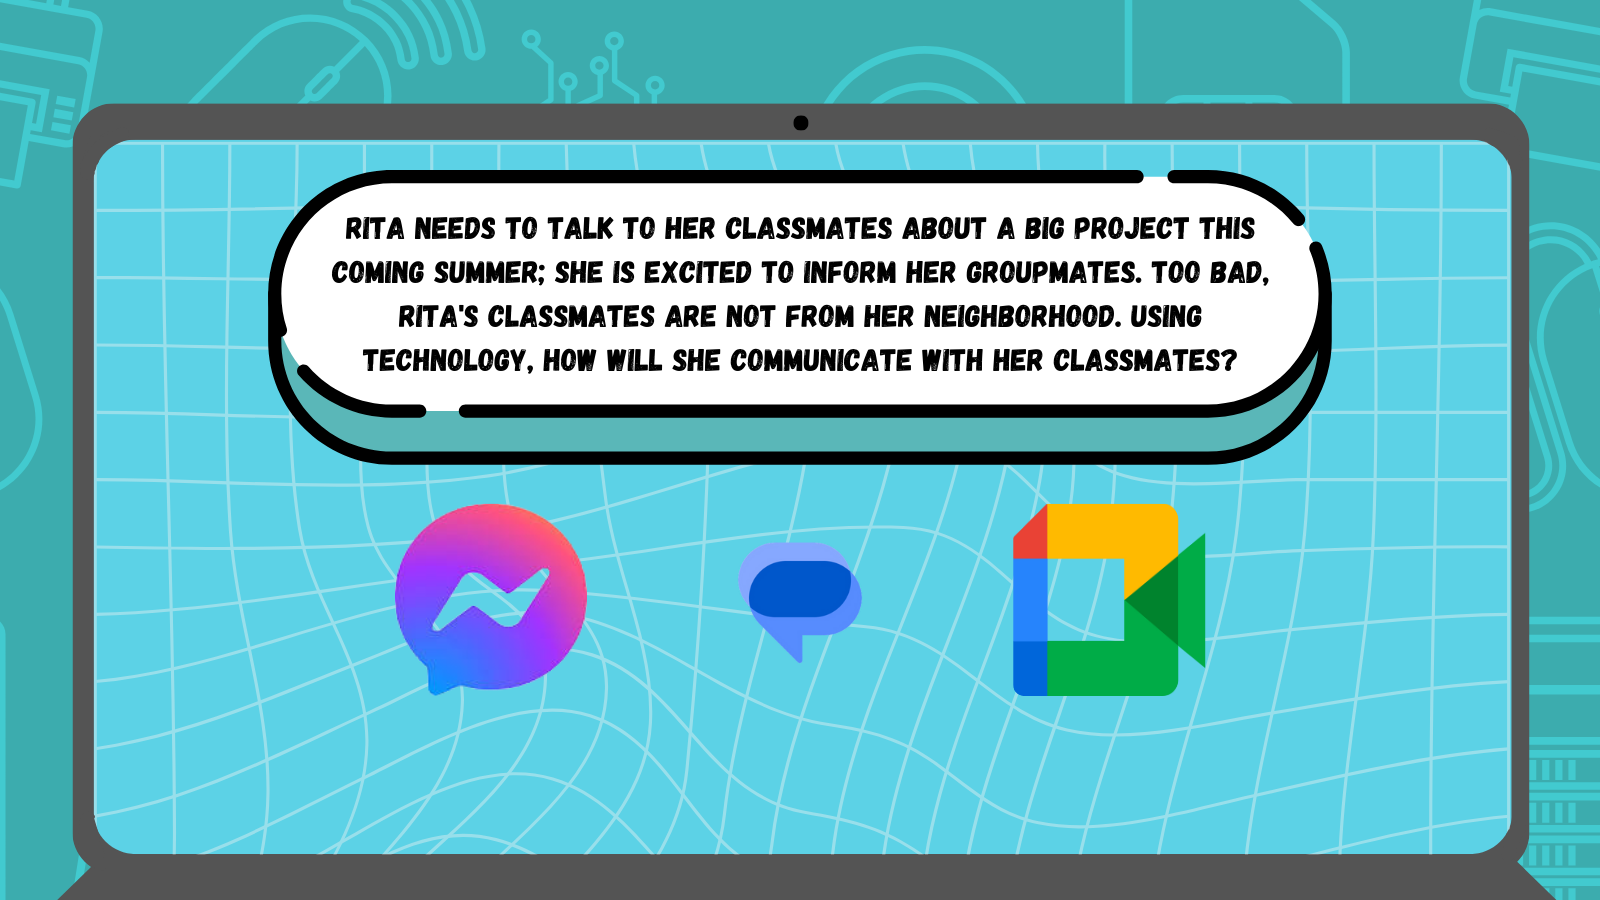 RITA NEEDS TO TALK TO HER CLASSMATES ABOUT A BIG PROJECT THIS
COMING SUMMER; SHE IS EXCITED TO INFORM HER GROUPMATES. TOO BAD,
RITA'S CLASSMATES ARE NOT FROM HER NEIGHBORHOOD. USING
TECHNOLOGY, HOW WILL SHE COMMUNICATE WITH HER CLASSMATES?